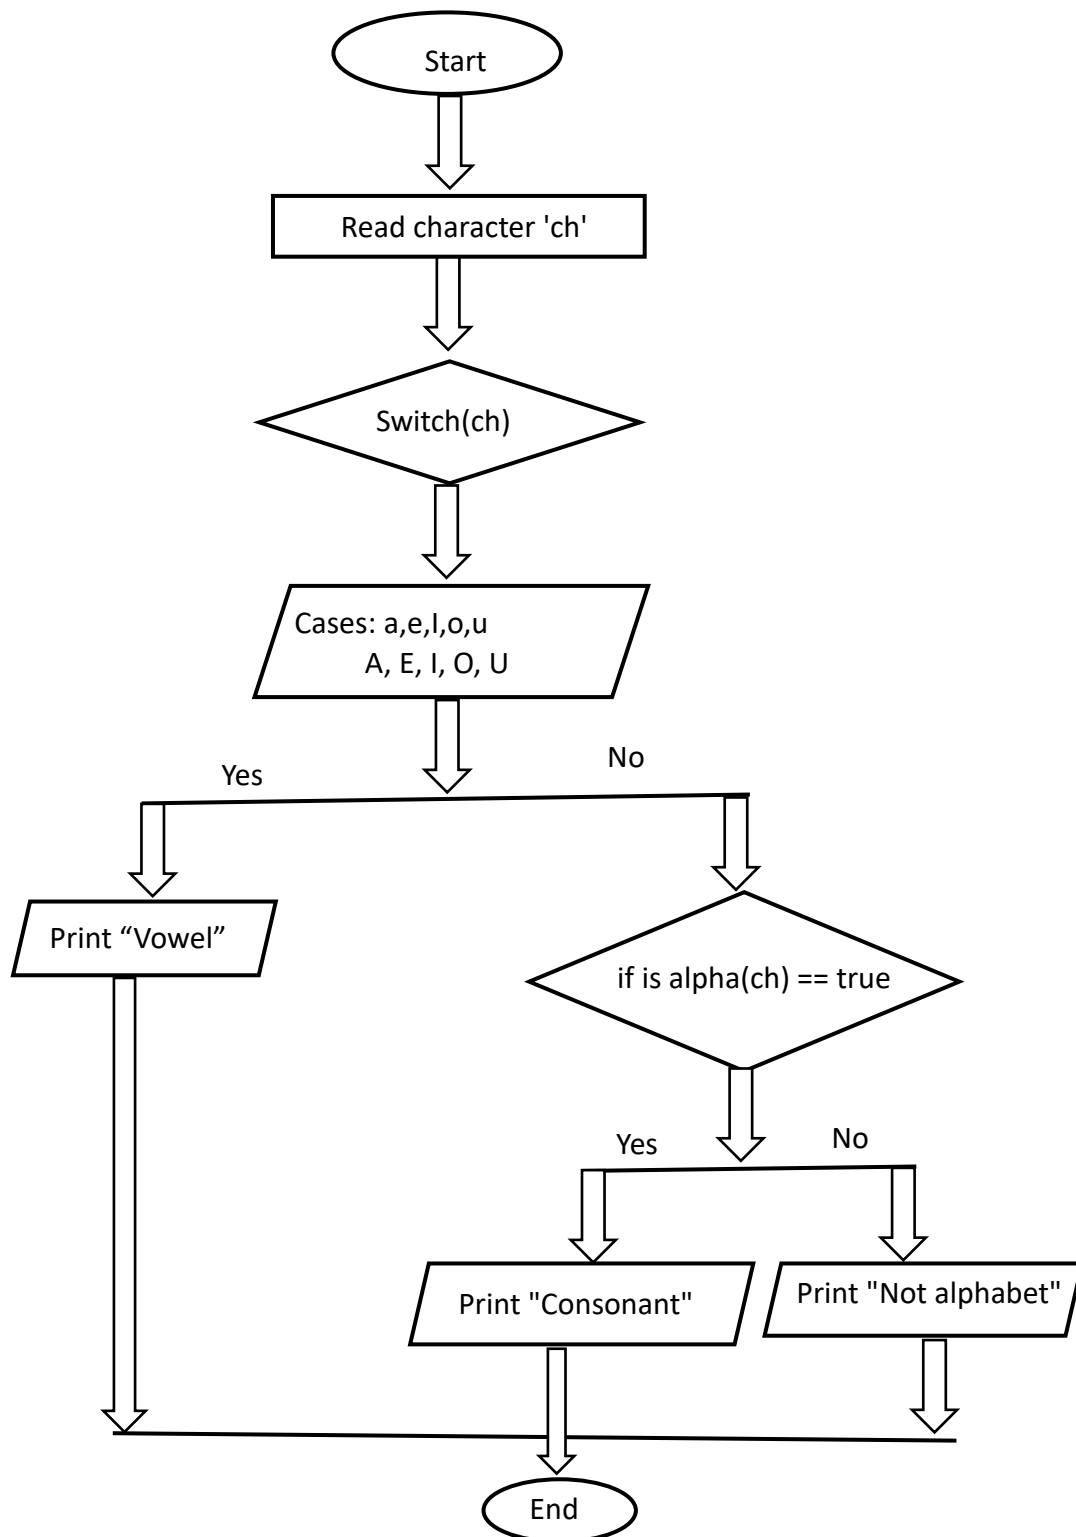 Start
Read character 'ch'
Switch(ch)
Cases: a,e,I,o,u
A, E, I, O, U
Yes
No
Print “Vowel”
if is alpha(ch) == true
Yes
No
Print "Consonant"
Print "Not alphabet"
End